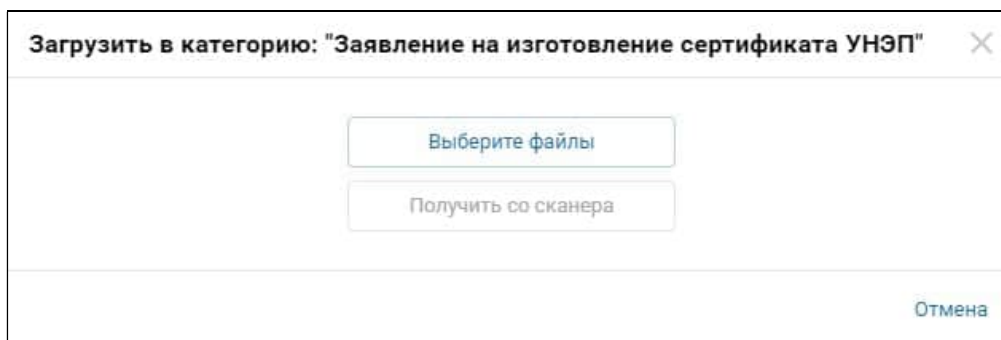 Загрузить в категорию: "Заявление на изготовление сертификата УНЭП"
Выберите файлы
Получить со сканера
Отмена